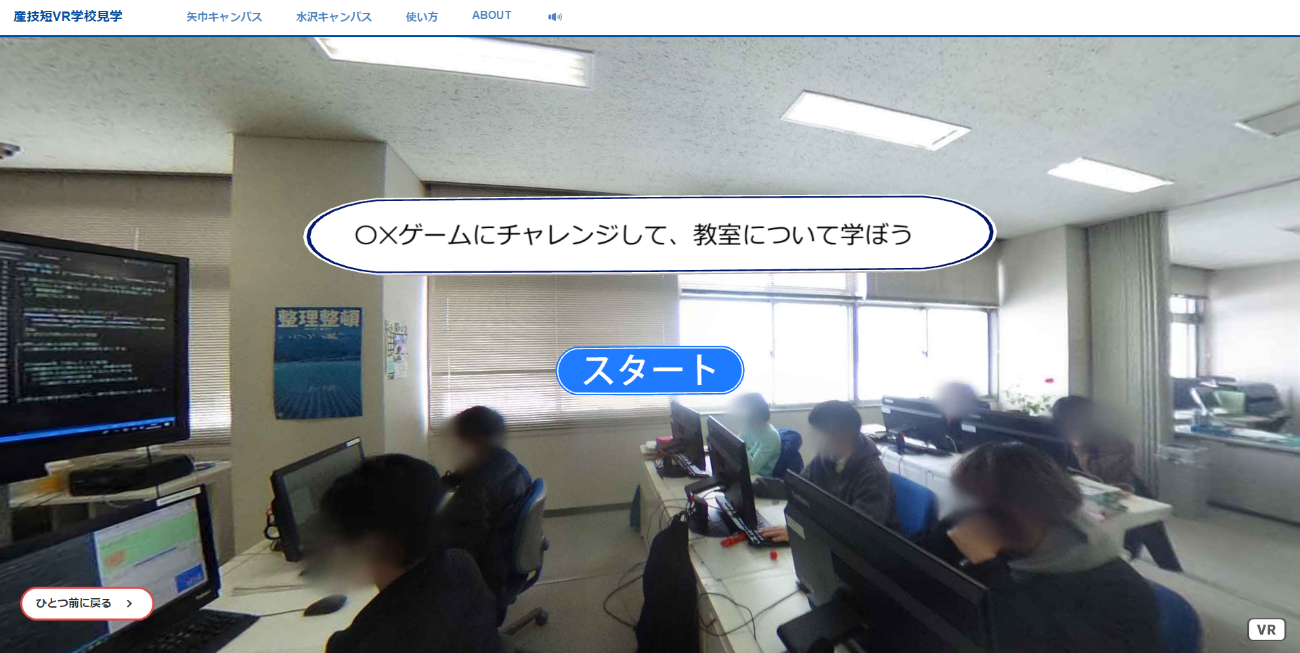 産技短VR学校見学
矢巾キャンパス
水沢キャンパス
使い方
ABOUT
〇×ゲームにチャレンジして、教室について学ぼう
整理整頓
スタート
ひとつ前に戻る
VR